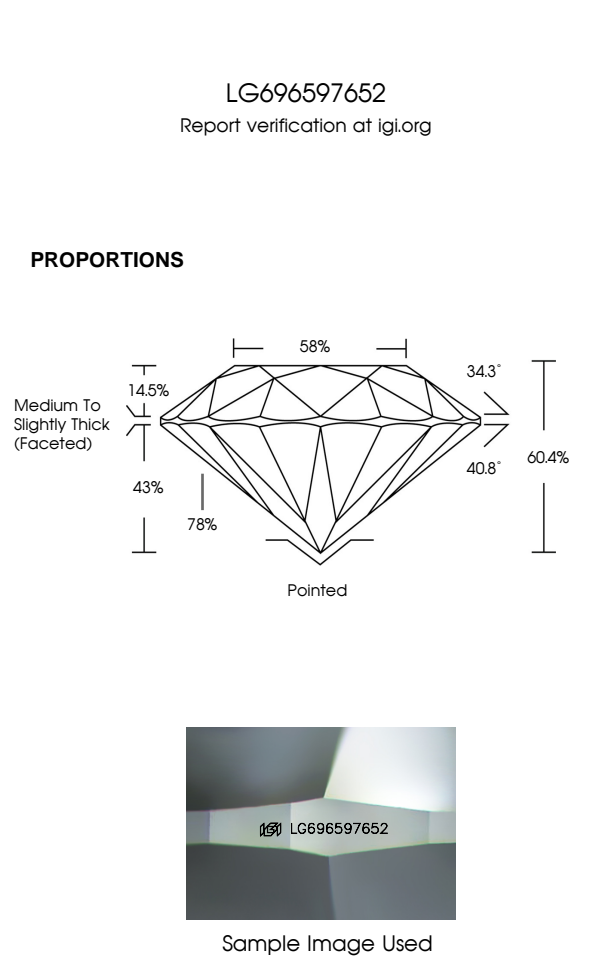 LG696597652
Report verification at igi.org
PROPORTIONS
58%
34.3°
14.5%
Medium To
Slightly Thick
(Faceted)
60.4%
40.8°
43%
78%
Pointed
IGI LG696597652
Sample Image Used